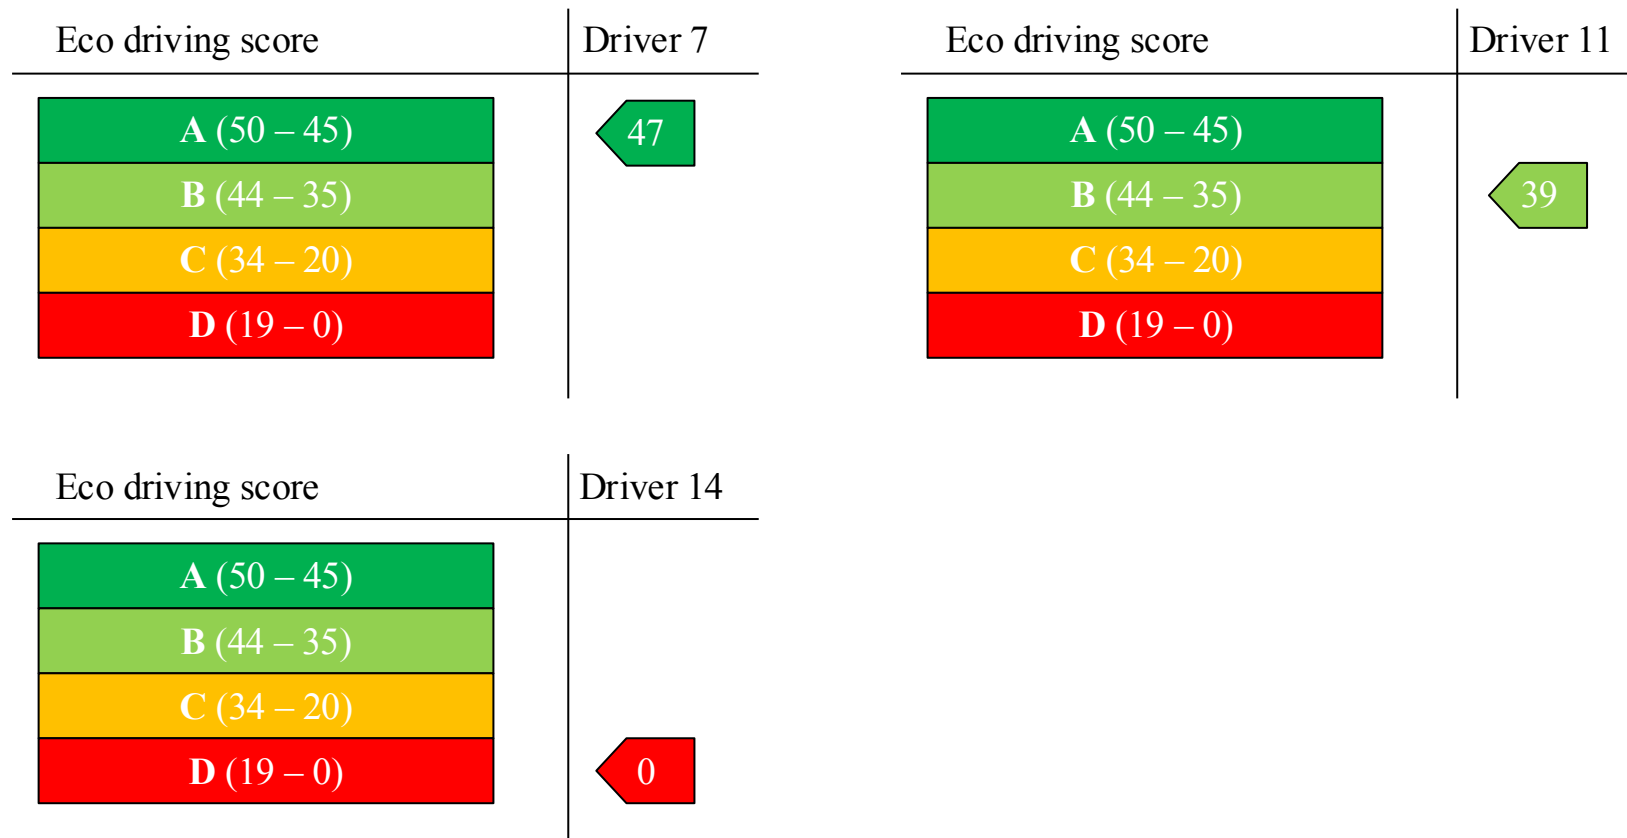 Eco driving score Driver 7
A (50 – 45) 47
B (44 – 35)
C (34 – 20)
D (19 – 0)
Eco driving score Driver 11
A (50 – 45)
B (44 – 35) 39
C (34 – 20)
D (19 – 0)
Eco driving score Driver 14
A (50 – 45)
B (44 – 35)
C (34 – 20)
D (19 – 0) 0